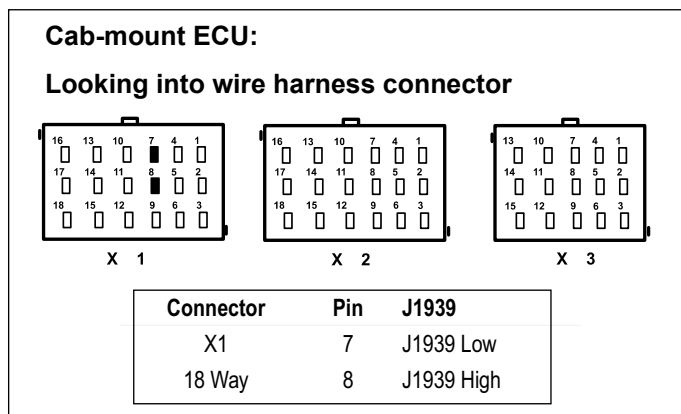 Cab-mount ECU:
Looking into wire harness connector
16 13 10 7 4 1
17 14 11 8 5 2
18 15 12 9 6 3
X 1
16 13 10 7 4 1
17 14 11 8 5 2
18 15 12 9 6 3
X 2
13 10 7 4 1
14 11 8 5 2
15 12 9 6 3
X 3
Connector Pin J1939
X1 7 J1939 Low
18 Way 8 J1939 High